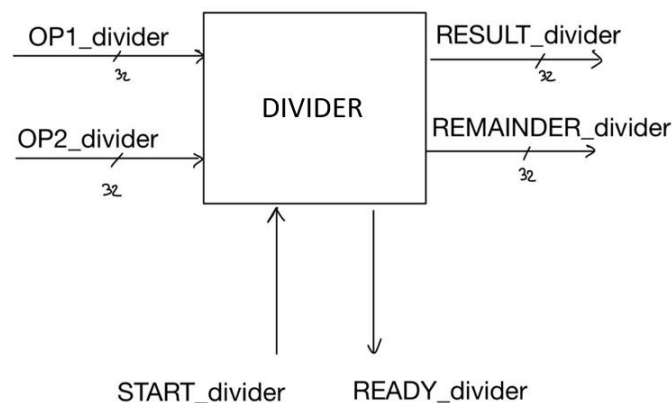 OP1_divider
32
RESULT_divider
32
DIVIDER
OP2_divider
32
REMAINDER_divider
32
START_divider
READY_divider